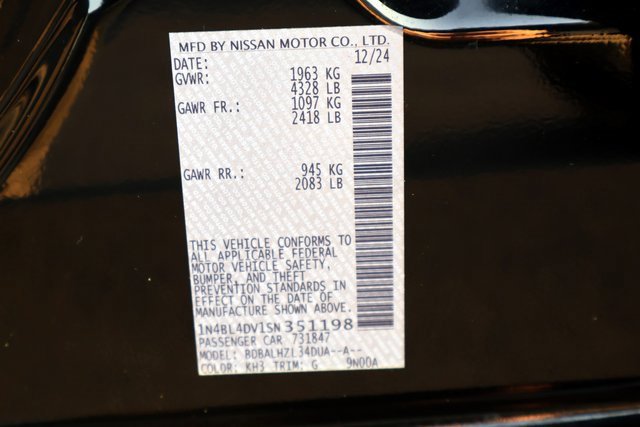 MFD BY NISSAN MOTOR CO., LTD.
DATE: 12/24
GVWR: 1963 KG
4328 LB
GAWR FR.: 1097 KG
2418 LB
GAWR RR.: 945 KG
2083 LB
THIS VEHICLE CONFORMS TO
ALL APPLICABLE FEDERAL
MOTOR VEHICLE SAFETY,
BUMPER, AND THEFT
PREVENTION STANDARDS IN
EFFECT ON THE DATE OF
MANUFACTURE SHOWN ABOVE.
1N4BL4DV1SN351198
PASSENGER CAR 731847
MODEL: BDBALHZL34DUA--A--
COLOR: KH3 TRIM: G 9N00A